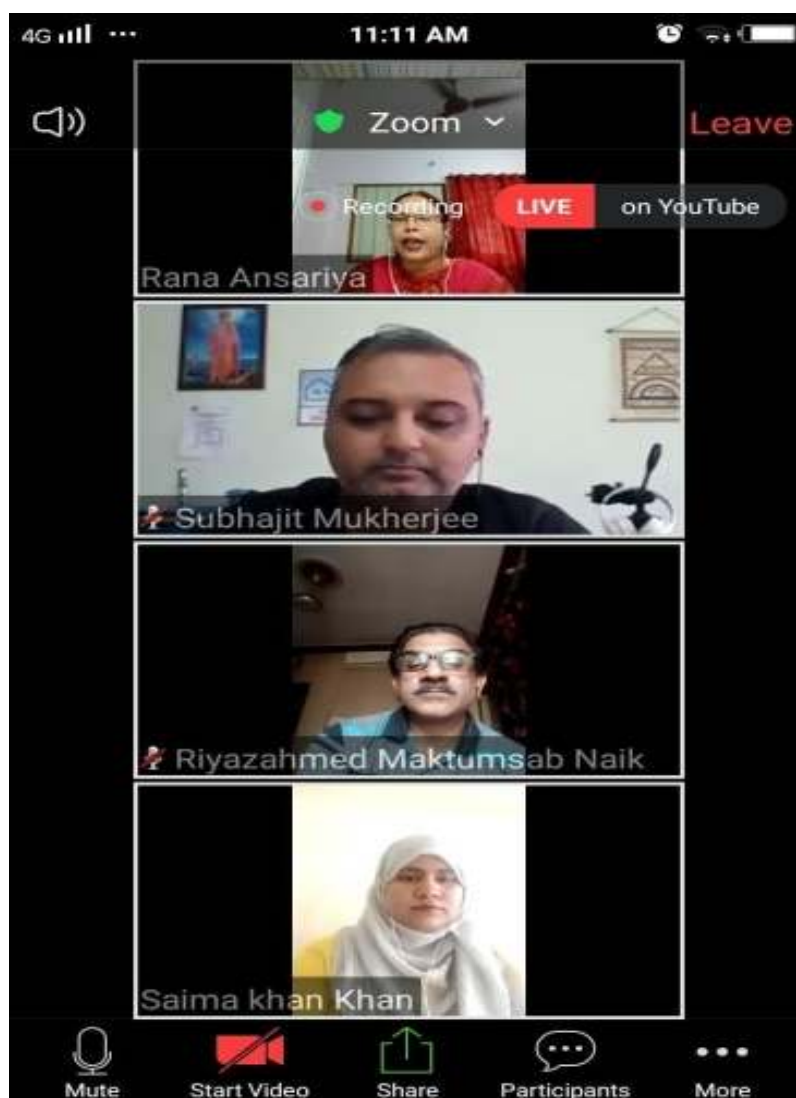 4G 11:11 AM
Zoom Leave
Recording LIVE on YouTube
Rana Ansariya
Subhajit Mukherjee
Riyazahmed Maktumsab Naik
Saima khan Khan
Mute Start Video Share Participants More